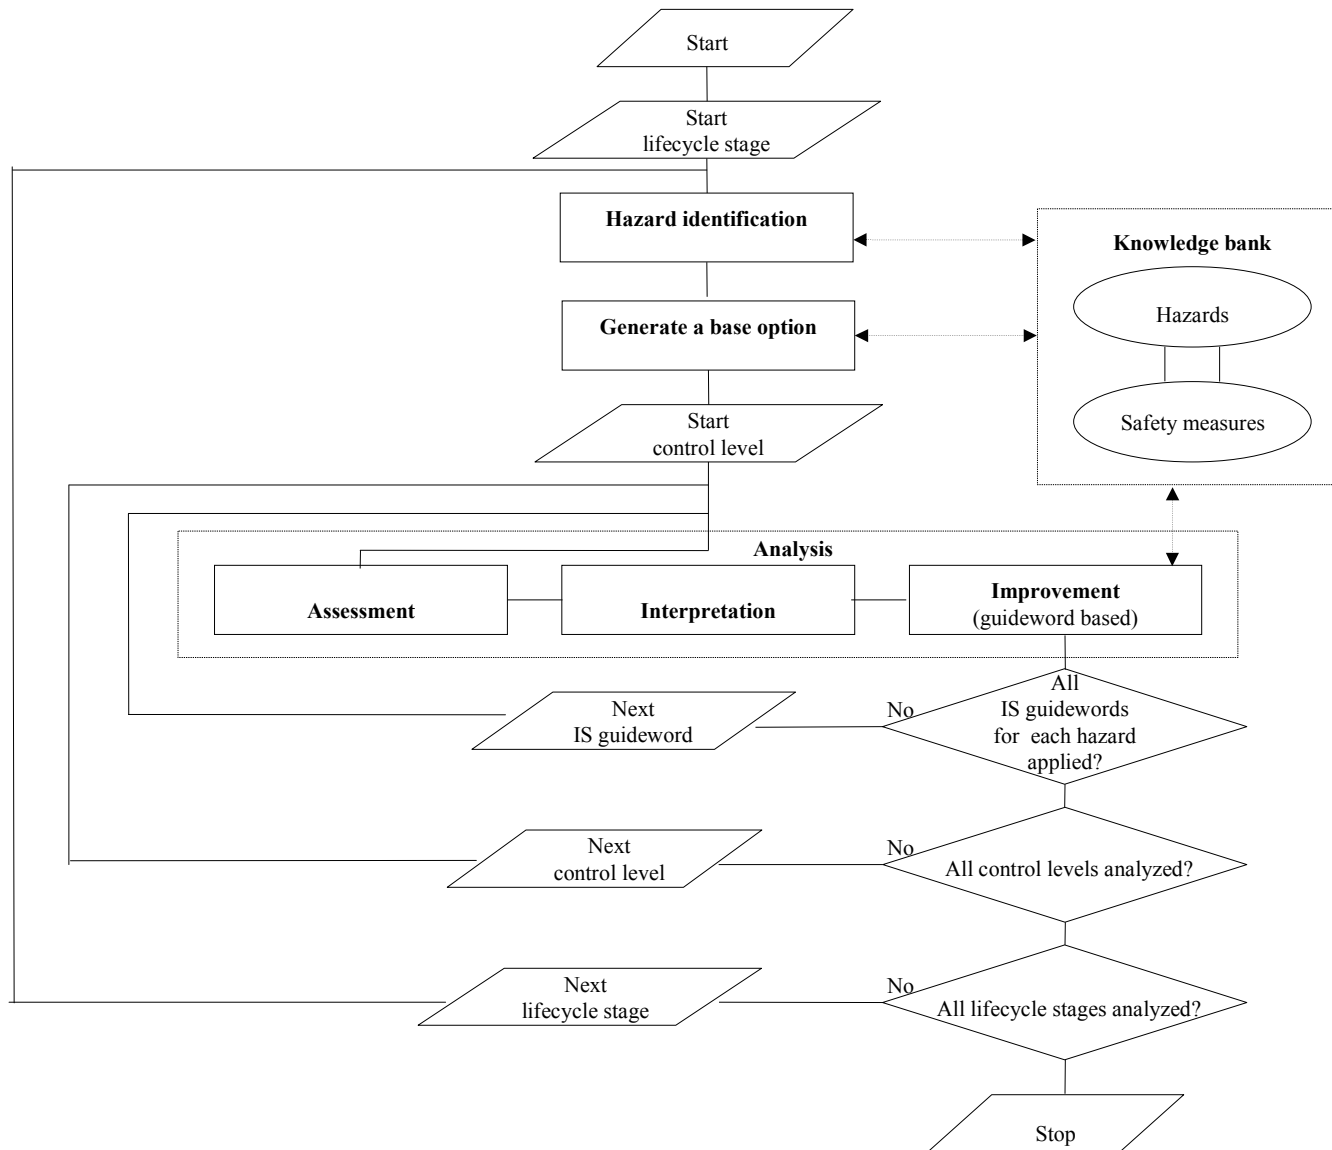 Start
Start
lifecycle stage
Hazard identification
Knowledge bank
Hazards
Generate a base option
Start
control level
Safety measures
Analysis
Assessment
Interpretation
Improvement
(guideword based)
All
IS guidewords
for each hazard
applied?
No
Next
IS guideword
All control levels analyzed?
No
Next
control level
All lifecycle stages analyzed?
No
Next
lifecycle stage
Stop